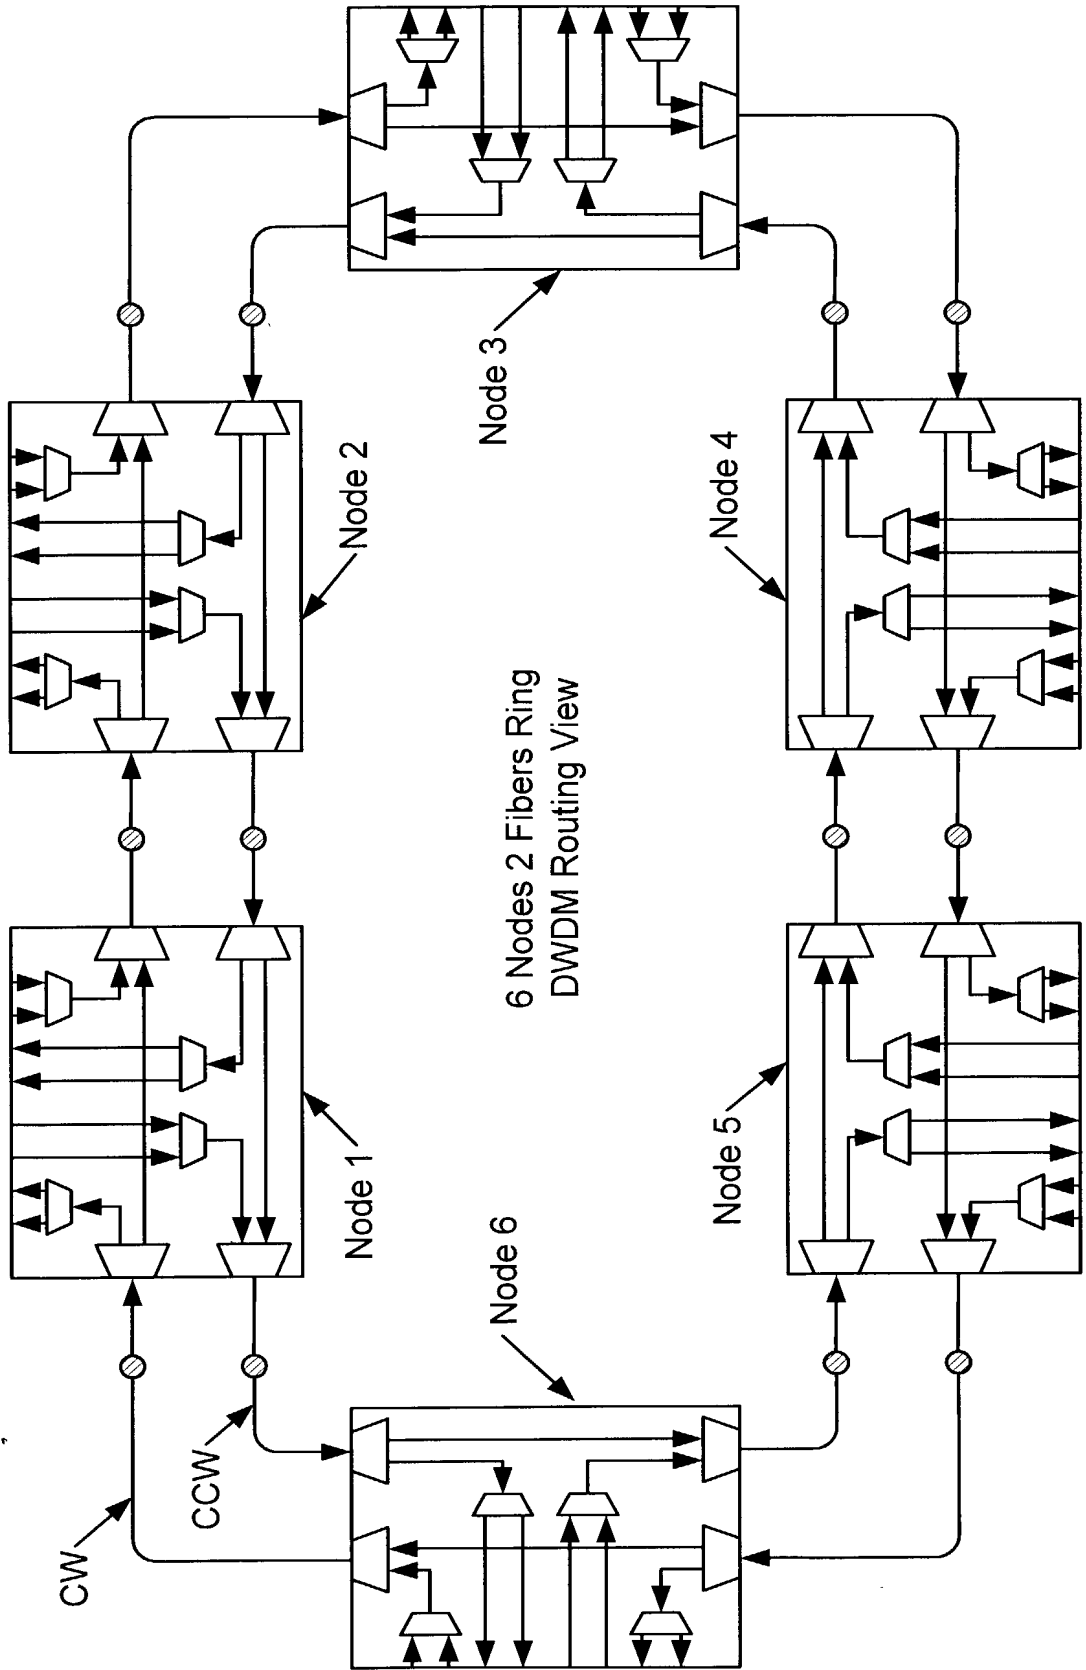 CW
CCW
Node 6
Node 1
Node 2
Node 3
Node 4
Node 5
6 Nodes 2 Fibers Ring
DWDM Routing View